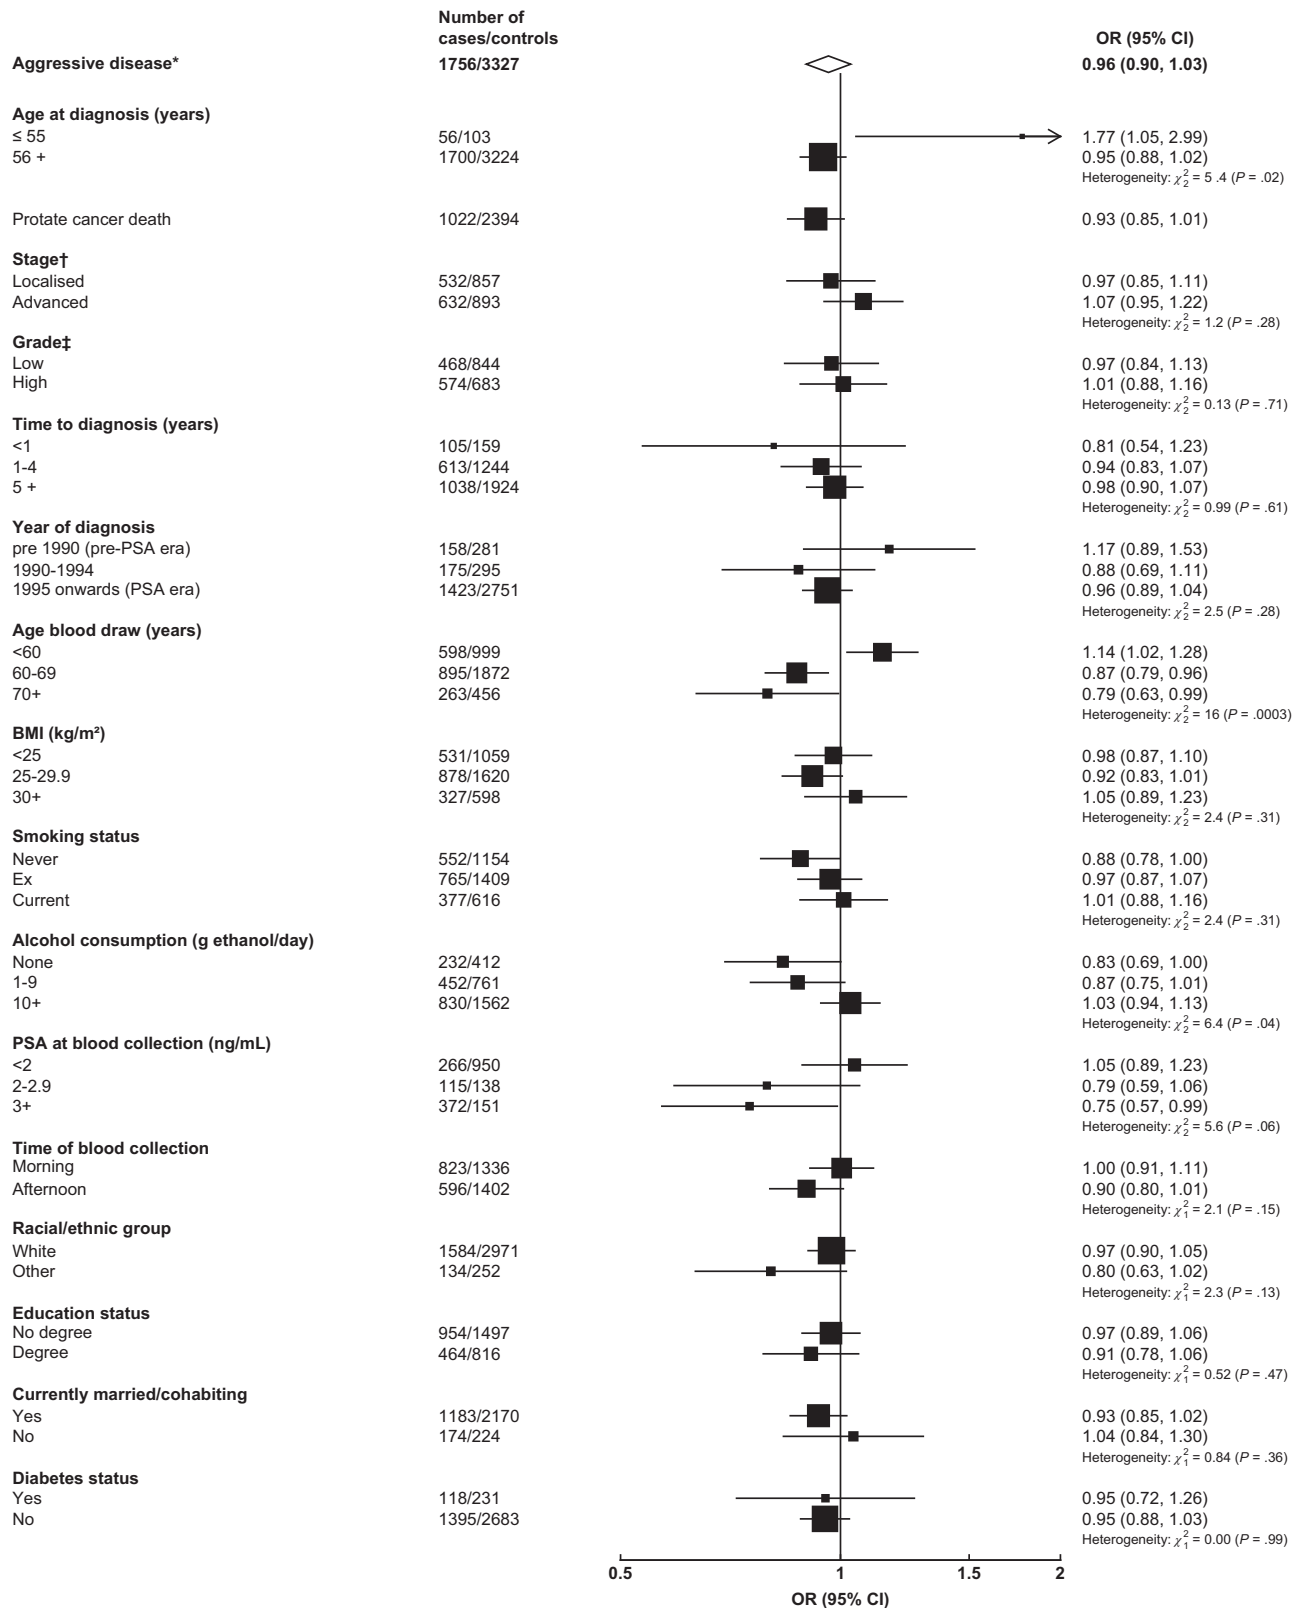 Number of
cases/controls OR (95% CI)
Aggressive disease* 1756/3327 0.96 (0.90, 1.03)
Age at diagnosis (years)
≤ 55 56/103 1.77 (1.05, 2.99)
56 + 1700/3224 0.95 (0.88, 1.02)
Heterogeneity: χ²₂ = 5 .4 (P = .02)
Protate cancer death 1022/2394 0.93 (0.85, 1.01)
Stage†
Localised 532/857 0.97 (0.85, 1.11)
Advanced 632/893 1.07 (0.95, 1.22)
Heterogeneity: χ²₂ = 1.2 (P = .28)
Grade‡
Low 468/844 0.97 (0.84, 1.13)
High 574/683 1.01 (0.88, 1.16)
Heterogeneity: χ²₂ = 0.13 (P = .71)
Time to diagnosis (years)
<1 105/159 0.81 (0.54, 1.23)
1-4 613/1244 0.94 (0.83, 1.07)
5 + 1038/1924 0.98 (0.90, 1.07)
Heterogeneity: χ²₂ = 0.99 (P = .61)
Year of diagnosis
pre 1990 (pre-PSA era) 158/281 1.17 (0.89, 1.53)
1990-1994 175/295 0.88 (0.69, 1.11)
1995 onwards (PSA era) 1423/2751 0.96 (0.89, 1.04)
Heterogeneity: χ²₂ = 2.5 (P = .28)
Age blood draw (years)
<60 598/999 1.14 (1.02, 1.28)
60-69 895/1872 0.87 (0.79, 0.96)
70+ 263/456 0.79 (0.63, 0.99)
Heterogeneity: χ²₂ = 16 (P = .0003)
BMI (kg/m²)
<25 531/1059 0.98 (0.87, 1.10)
25-29.9 878/1620 0.92 (0.83, 1.01)
30+ 327/598 1.05 (0.89, 1.23)
Heterogeneity: χ²₂ = 2.4 (P = .31)
Smoking status
Never 552/1154 0.88 (0.78, 1.00)
Ex 765/1409 0.97 (0.87, 1.07)
Current 377/616 1.01 (0.88, 1.16)
Heterogeneity: χ²₂ = 2.4 (P = .31)
Alcohol consumption (g ethanol/day)
None 232/412 0.83 (0.69, 1.00)
1-9 452/761 0.87 (0.75, 1.01)
10+ 830/1562 1.03 (0.94, 1.13)
Heterogeneity: χ²₂ = 6.4 (P = .04)
PSA at blood collection (ng/mL)
<2 266/950 1.05 (0.89, 1.23)
2-2.9 115/138 0.79 (0.59, 1.06)
3+ 372/151 0.75 (0.57, 0.99)
Heterogeneity: χ²₂ = 5.6 (P = .06)
Time of blood collection
Morning 823/1336 1.00 (0.91, 1.11)
Afternoon 596/1402 0.90 (0.80, 1.01)
Heterogeneity: χ²₁ = 2.1 (P = .15)
Racial/ethnic group
White 1584/2971 0.97 (0.90, 1.05)
Other 134/252 0.80 (0.63, 1.02)
Heterogeneity: χ²₁ = 2.3 (P = .13)
Education status
No degree 954/1497 0.97 (0.89, 1.06)
Degree 464/816 0.91 (0.78, 1.06)
Heterogeneity: χ²₁ = 0.52 (P = .47)
Currently married/cohabiting
Yes 1183/2170 0.93 (0.85, 1.02)
No 174/224 1.04 (0.84, 1.30)
Heterogeneity: χ²₁ = 0.84 (P = .36)
Diabetes status
Yes 118/231 0.95 (0.72, 1.26)
No 1395/2683 0.95 (0.88, 1.03)
Heterogeneity: χ²₁ = 0.00 (P = .99)
0.5 1 1.5 2
OR (95% CI)